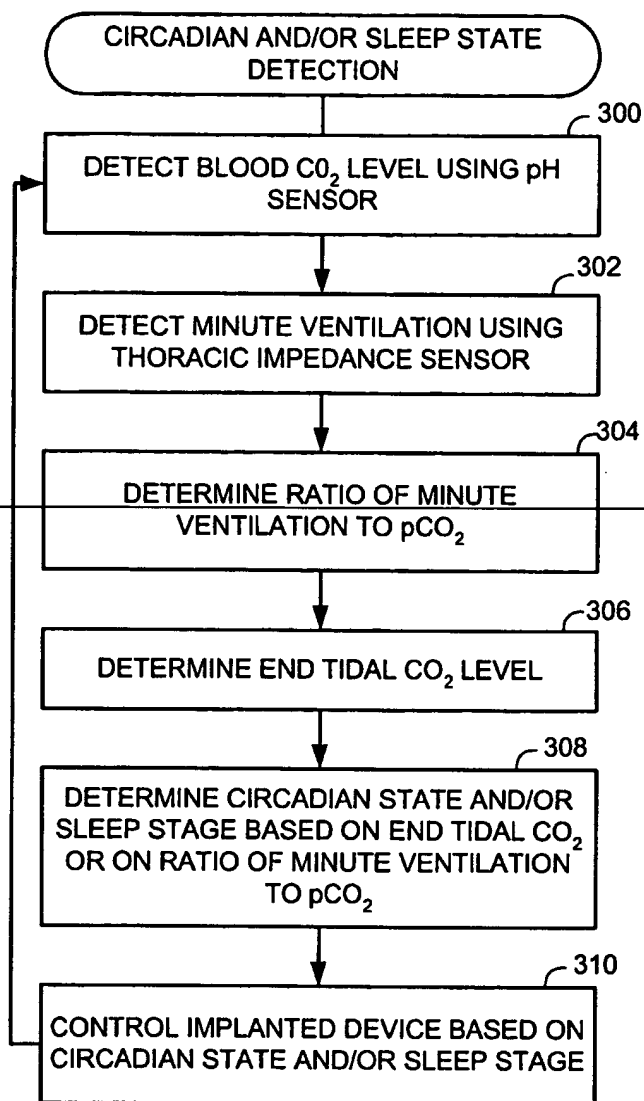 CIRCADIAN AND/OR SLEEP STATE
DETECTION
300
DETECT BLOOD C0₂ LEVEL USING pH
SENSOR
302
DETECT MINUTE VENTILATION USING
THORACIC IMPEDANCE SENSOR
304
DETERMINE RATIO OF MINUTE
VENTILATION TO pCO₂
306
DETERMINE END TIDAL CO₂ LEVEL
308
DETERMINE CIRCADIAN STATE AND/OR
SLEEP STAGE BASED ON END TIDAL CO₂
OR ON RATIO OF MINUTE VENTILATION
TO pCO₂
310
CONTROL IMPLANTED DEVICE BASED ON
CIRCADIAN STATE AND/OR SLEEP STAGE